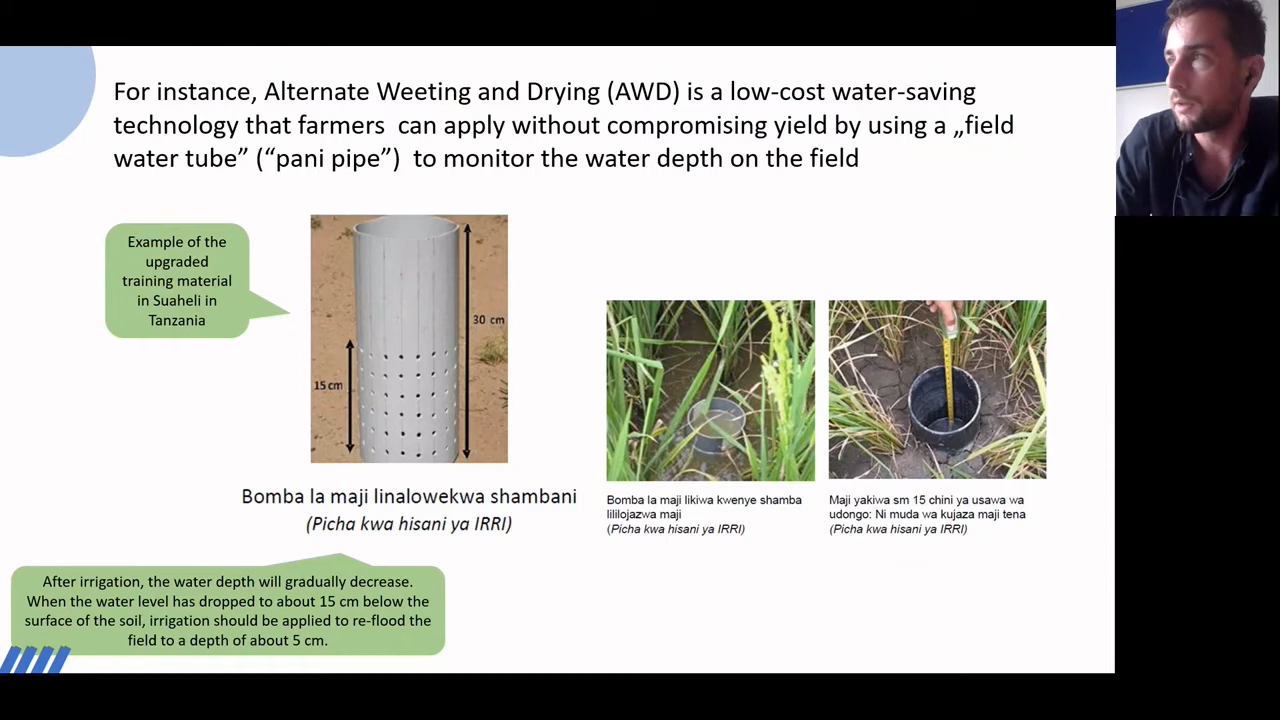 For instance, Alternate Weeting and Drying (AWD) is a low-cost water-saving
technology that farmers can apply without compromising yield by using a „field
water tube” (“pani pipe”) to monitor the water depth on the field
Example of the
upgraded
training material
in Suaheli in
Tanzania
30 cm
15 cm
Bomba la maji linalowekwa shambani
(Picha kwa hisani ya IRRI)
Bomba la maji likiwa kwenye shamba
lililojazwa maji
(Picha kwa hisani ya IRRI)
Maji yakiwa sm 15 chini ya usawa wa
udongo: Ni muda wa kujaza maji tena
(Picha kwa hisani ya IRRI)
After irrigation, the water depth will gradually decrease.
When the water level has dropped to about 15 cm below the
surface of the soil, irrigation should be applied to re-flood the
field to a depth of about 5 cm.